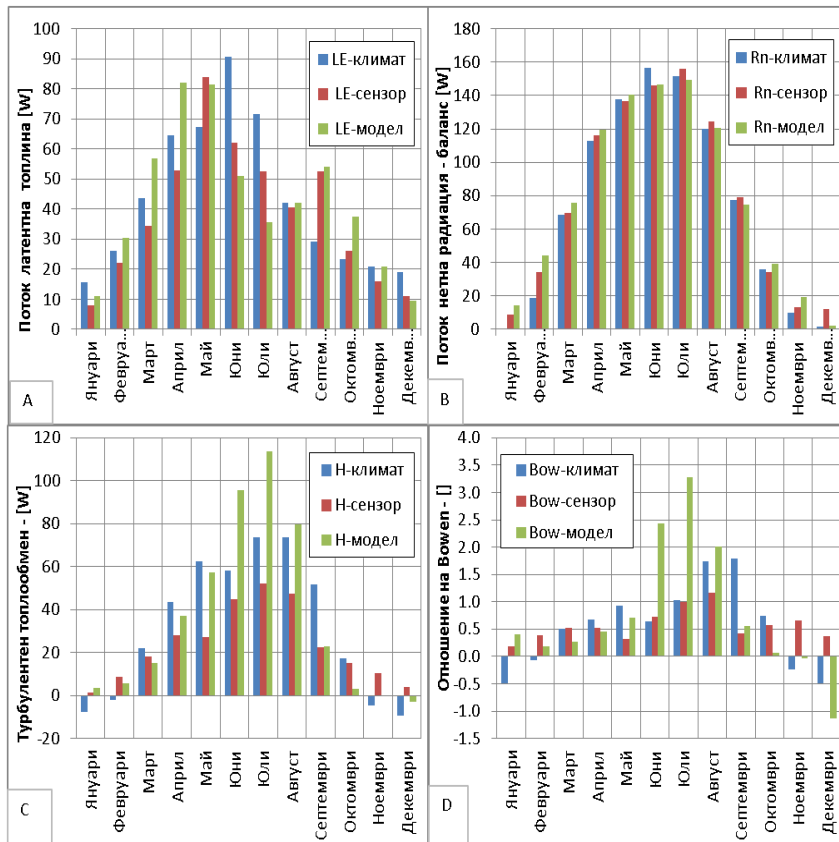 Поток латентна топлина [W]
100
90
80
70
60
50
40
30
20
10
0
LE-климат
LE-сензор
LE-модел
Януари
Феврua...
Март
Април
Май
Юни
Юли
Август
Септем...
Октомв...
Ноември
Декемв...
A
Поток нетна радиация - баланс [W]
180
160
140
120
100
80
60
40
20
0
Rn-климат
Rn-сензор
Rn-модел
Януари
Феврua...
Март
Април
Май
Юни
Юли
Август
Септем...
Октомв...
Ноември
Декемв...
B
Турбулентен топлообмен - [W]
120
100
80
60
40
20
0
-20
H-климат
H-сензор
H-модел
Януари
Февруари
Март
Април
Май
Юни
Юли
Август
Септември
Октомври
Ноември
Декември
C
Отношение на Bowen - []
4.0
3.5
3.0
2.5
2.0
1.5
1.0
0.5
0.0
-0.5
-1.0
-1.5
Bow-климат
Bow-сензор
Bow-модел
Януари
Февруари
Март
Април
Май
Юни
Юли
Август
Септември
Октомври
Ноември
Декември
D